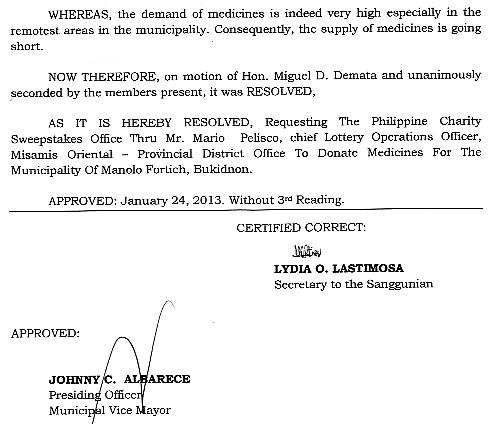 WHEREAS, the demand of medicines is indeed very high especially in the
remotest areas in the municipality. Consequently, the supply of medicines is going
short.
NOW THEREFORE, on motion of Hon. Miguel D. Demata and unanimously
seconded by the members present, it was RESOLVED,
AS IT IS HEREBY RESOLVED, Requesting The Philippine Charity
Sweepstakes Office Thru Mr. Mario Pelisco, chief Lottery Operations Officer,
Misamis Oriental – Provincial District Office To Donate Medicines For The
Municipality Of Manolo Fortich, Bukidnon.
APPROVED: January 24, 2013. Without 3rd Reading.
CERTIFIED CORRECT:
LYDIA O. LASTIMOSA
Secretary to the Sanggunian
APPROVED:
JOHNNY C. ALBARECE
Presiding Officer
Municipal Vice Mayor